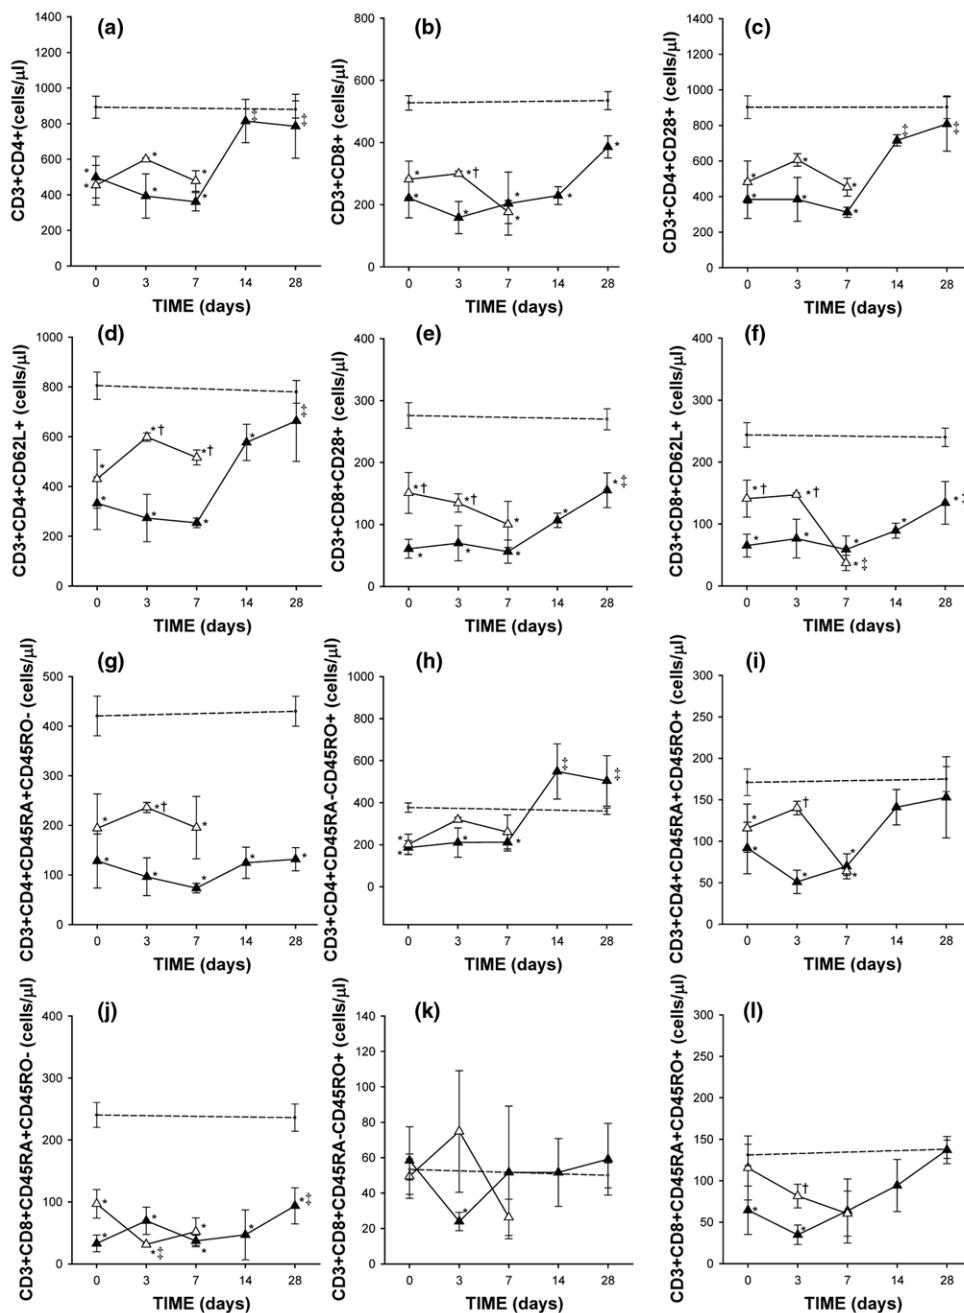 (a)
CD3+CD4+(cells/µl)
1400
1200
1000
800
600
400
200
0
* * * * * * ‡ ‡
0 3 7 14 28
TIME (days)
(b)
CD3+CD8+ (cells/µl)
800
600
400
200
0
* *† * * * * * *
0 3 7 14 28
TIME (days)
(c)
CD3+CD4+CD28+ (cells/µl)
1400
1200
1000
800
600
400
200
0
* * * * * * ‡ ‡
0 3 7 14 28
TIME (days)
(d)
CD3+CD4+CD62L+ (cells/µl)
1000
800
600
400
200
0
* *† *† * * * * ‡
0 3 7 14 28
TIME (days)
(e)
CD3+CD8+CD28+ (cells/µl)
400
300
200
100
0
*† *† * * * * * *‡
0 3 7 14 28
TIME (days)
(f)
CD3+CD8+CD62L+ (cells/µl)
400
300
200
100
0
*† *† *‡ * * * * *‡
0 3 7 14 28
TIME (days)
(g)
CD3+CD4+CD45RA+CD45RO- (cells/µl)
500
400
300
200
100
0
* *† * * * * * *
0 3 7 14 28
TIME (days)
(h)
CD3+CD4+CD45RA-CD45RO+ (cells/µl)
1000
800
600
400
200
0
* * * * ‡ ‡
0 3 7 14 28
TIME (days)
(i)
CD3+CD4+CD45RA+CD45RO+ (cells/µl)
300
250
200
150
100
50
0
* † * * * *
0 3 7 14 28
TIME (days)
(j)
CD3+CD8+CD45RA+CD45RO- (cells/µl)
400
300
200
100
0
* *‡ * * * * *‡
0 3 7 14 28
TIME (days)
(k)
CD3+CD8+CD45RA-CD45RO+ (cells/µl)
140
120
100
80
60
40
20
0
*
0 3 7 14 28
TIME (days)
(l)
CD3+CD8+CD45RA+CD45RO+ (cells/µl)
300
250
200
150
100
50
0
† * *
0 3 7 14 28
TIME (days)